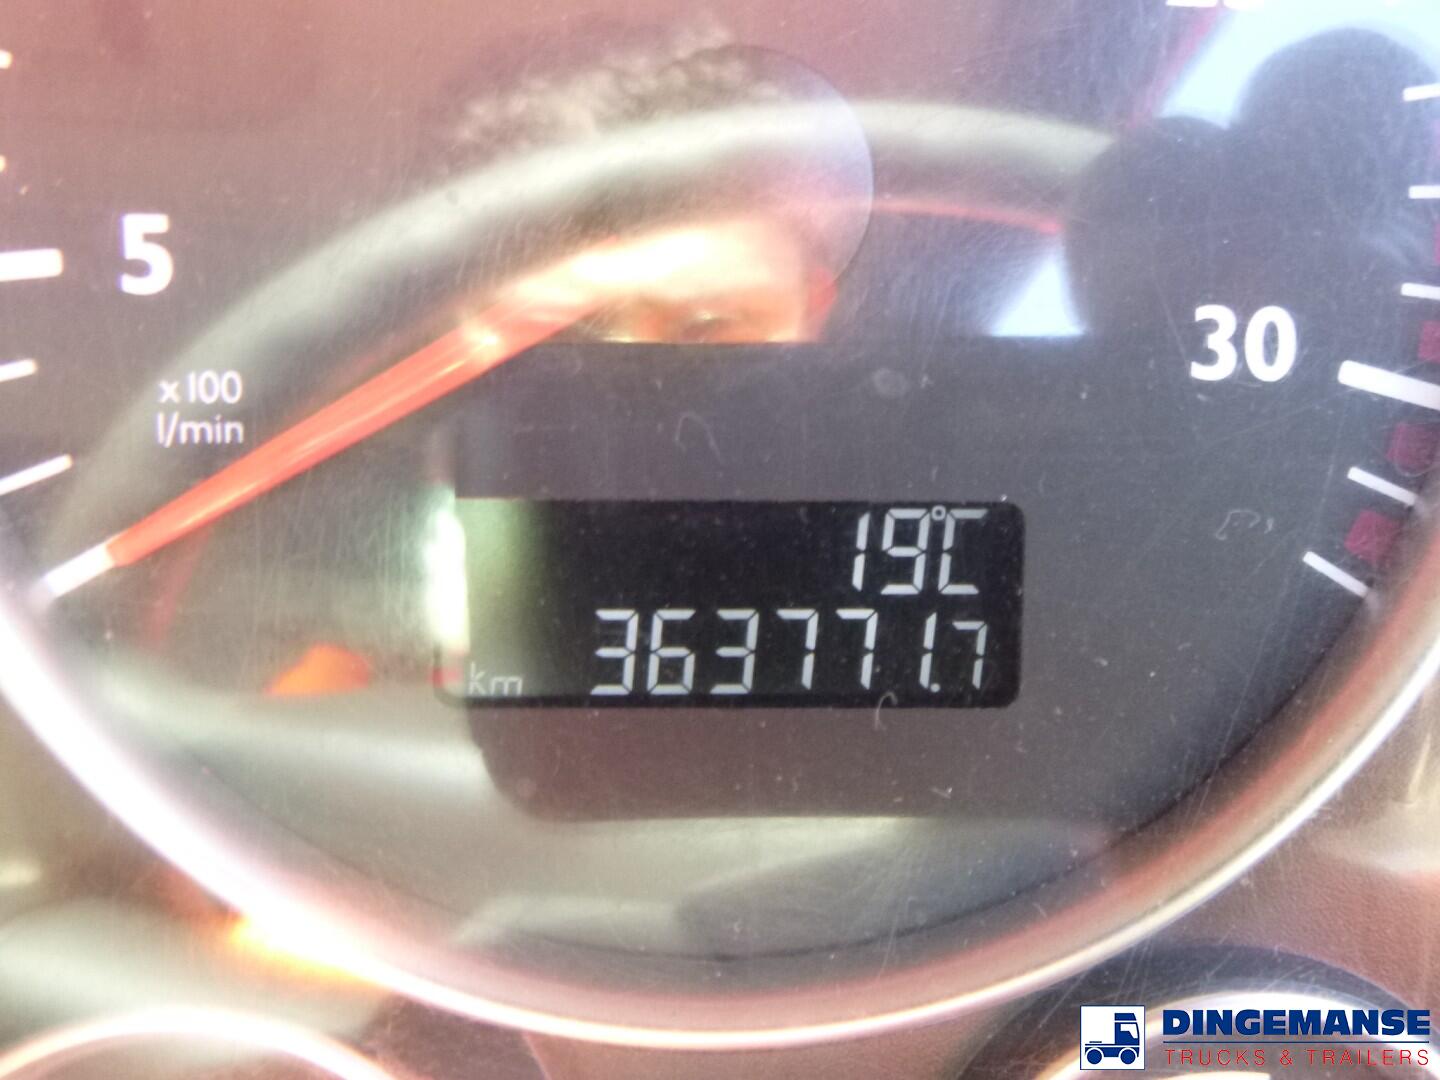 5
30
x100
l/min
19°C
km 363771.7
DINGEMANSE
TRUCKS & TRAILERS